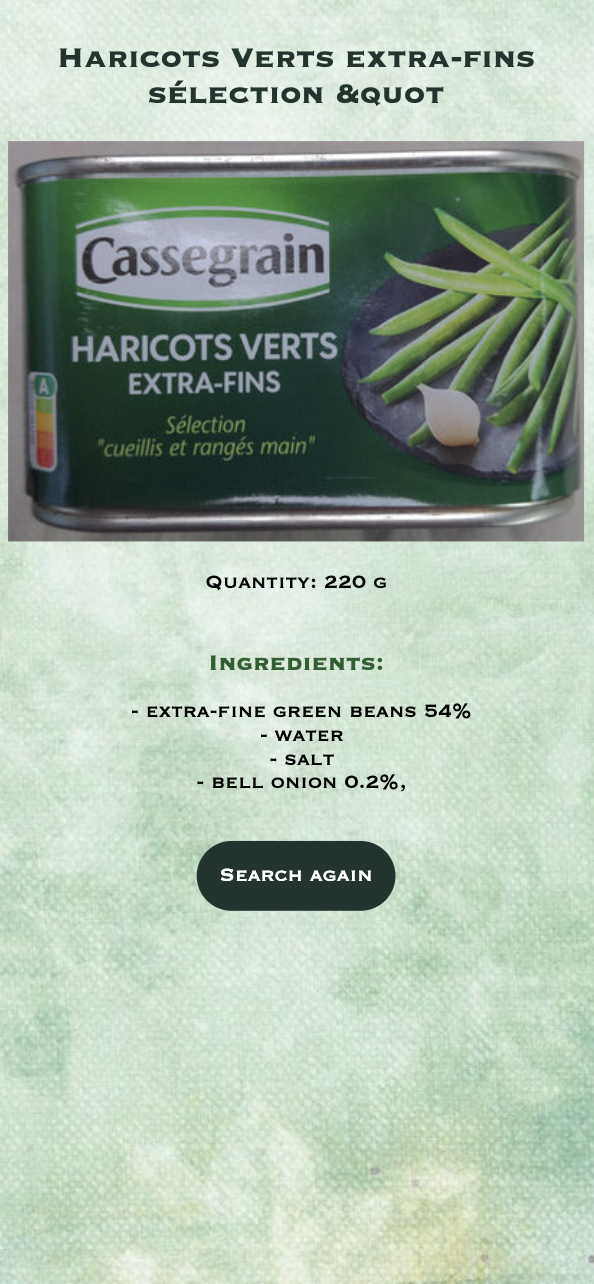 Haricots Verts extra-fins
sélection &quot
Cassegrain
HARICOTS VERTS
EXTRA-FINS
A
Sélection
"cueillis et rangés main"
Quantity: 220 g
Ingredients:
- extra-fine green beans 54%
- water
- salt
- bell onion 0.2%,
Search again